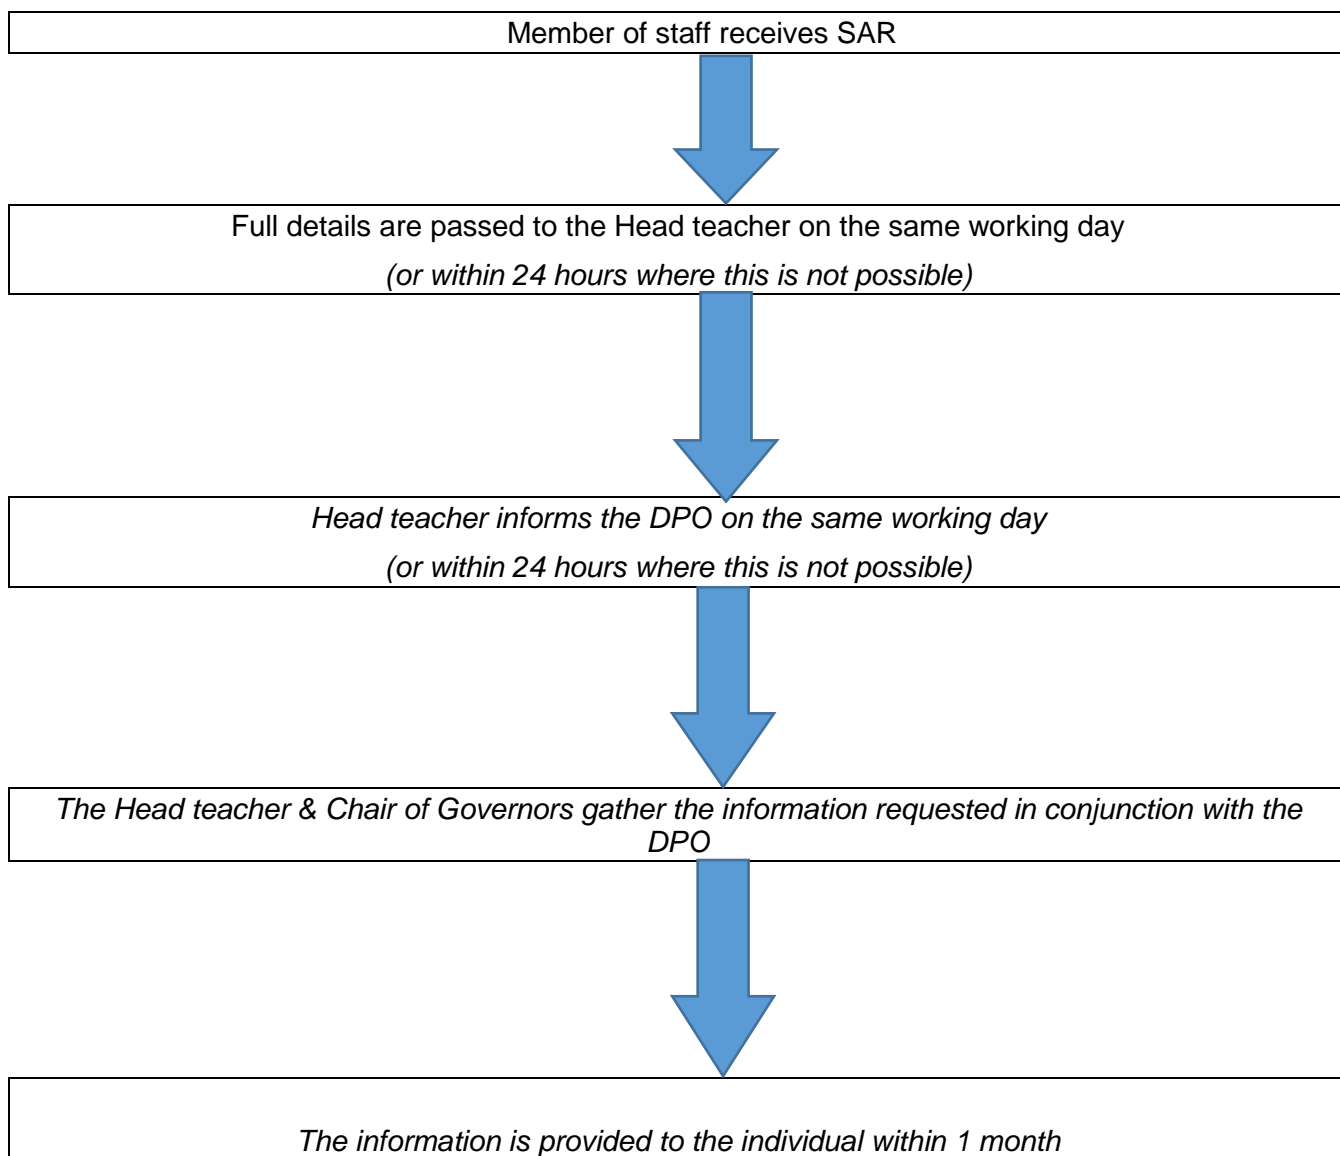 Member of staff receives SAR
Full details are passed to the Head teacher on the same working day
(or within 24 hours where this is not possible)
Head teacher informs the DPO on the same working day
(or within 24 hours where this is not possible)
The Head teacher & Chair of Governors gather the information requested in conjunction with the
DPO
The information is provided to the individual within 1 month